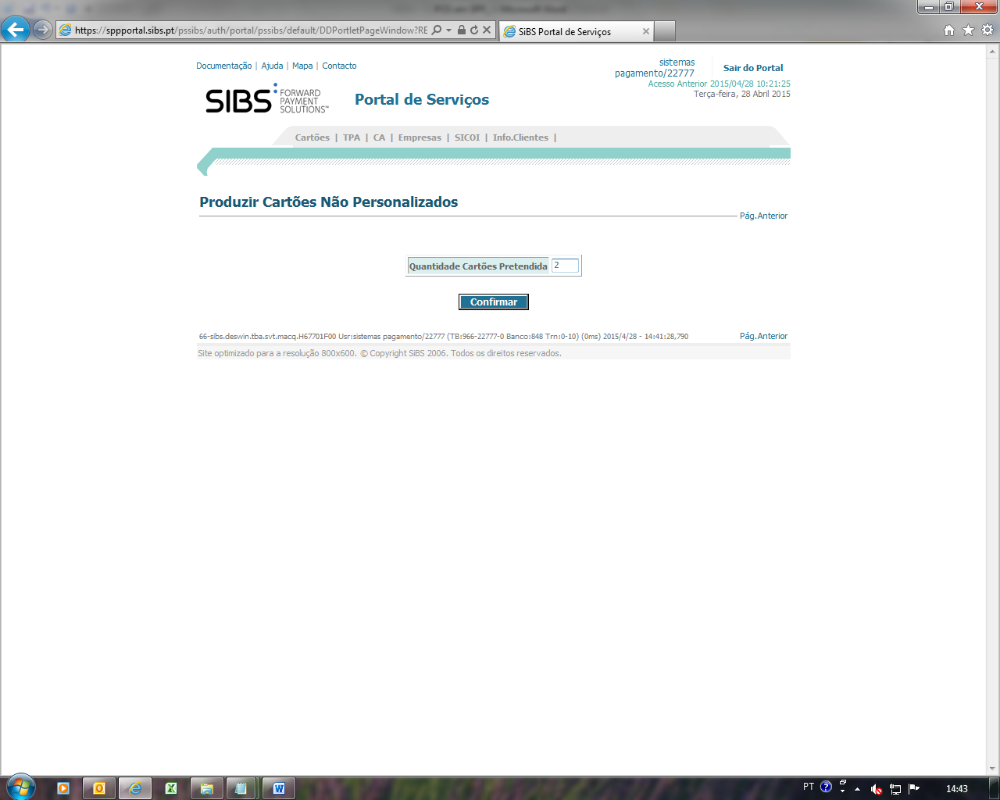 https://sppportal.sibs.pt/pssibs/auth/portal/pssibs/default/DDPortletPageWindow?RE
SiBS Portal de Serviços
Documentação | Ajuda | Mapa | Contacto
sistemas
pagamento/22777
Sair do Portal
Acesso Anterior 2015/04/28 10:21:25
Terça-feira, 28 Abril 2015
SIBS FORWARD
PAYMENT
SOLUTIONS™
Portal de Serviços
Cartões | TPA | CA | Empresas | SICOI | Info.Clientes |
Produzir Cartões Não Personalizados
Pág.Anterior
Quantidade Cartões Pretendida 2
Confirmar
66-sibs.deswin.tba.svt.macq.H67701F00 Usr:sistemas pagamento/22777 (TB:966-22777-0 Banco:848 Trn:0-10) (0ms) 2015/4/28 - 14:41:28,790
Pág.Anterior
Site optimizado para a resolução 800x600. © Copyright SiBS 2006. Todos os direitos reservados.
PT
14:43